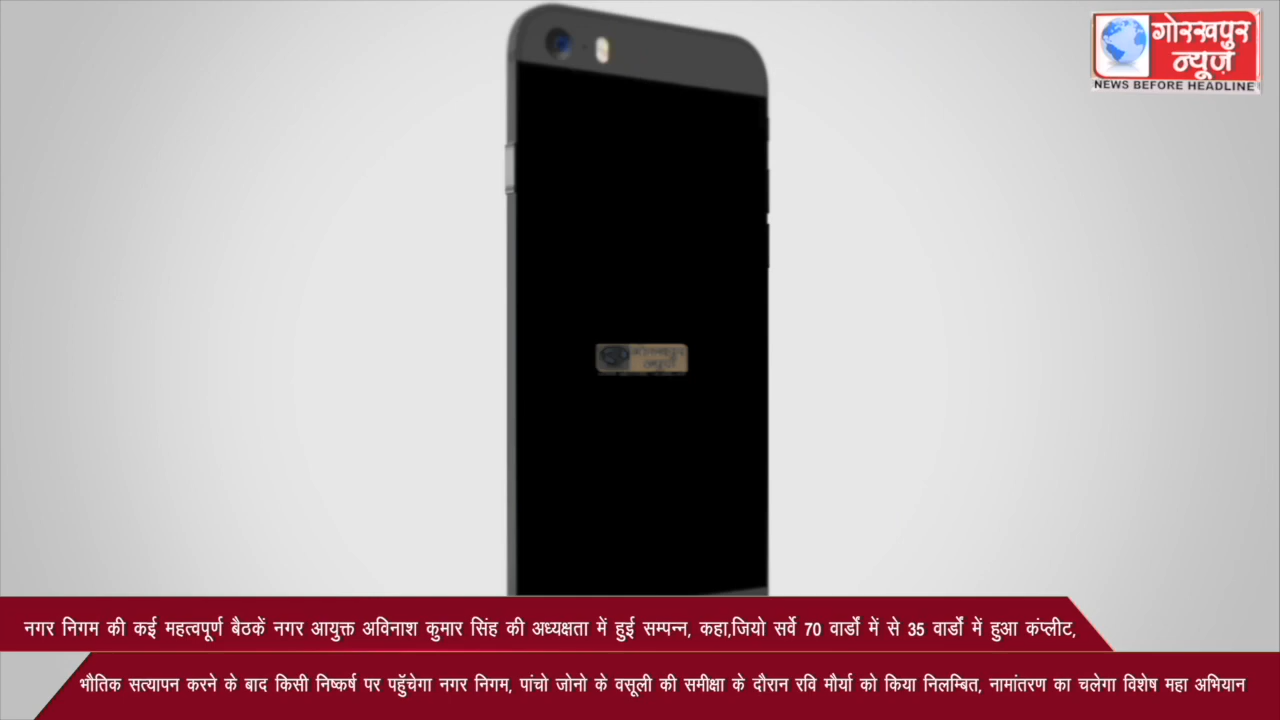 गोरखपुर
न्यूज़
NEWS BEFORE HEADLINE
नगर निगम की कई महत्वपूर्ण बैठकें नगर आयुक्त अविनाश कुमार सिंह की अध्यक्षता में हुई सम्पन्न, कहा,जियो सर्वे 70 वार्डों में से 35 वार्डों में हुआ कंप्लीट,
भौतिक सत्यापन करने के बाद किसी निष्कर्ष पर पहुॅचेगा नगर निगम, पांचो जोनो के वसूली की समीक्षा के दौरान रवि मौर्या को किया निलम्बित, नामांतरण का चलेगा विशेष महा अभियान